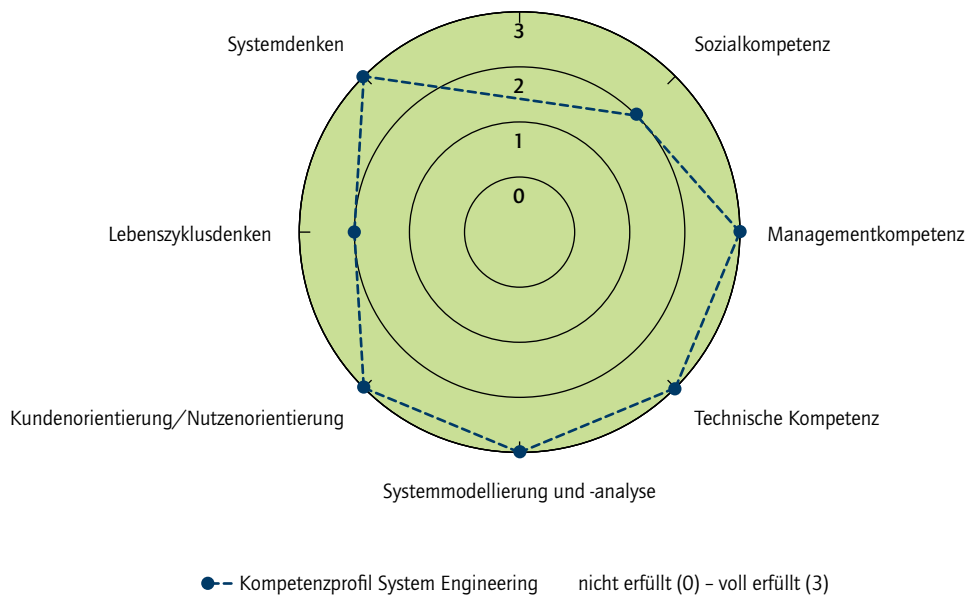 3
Systemdenken
Sozialkompetenz
2
1
0
Lebenszyklusdenken
Managementkompetenz
Kundenorientierung/Nutzenorientierung
Technische Kompetenz
Systemmodellierung und -analyse
Kompetenzprofil System Engineering nicht erfüllt (0) – voll erfüllt (3)